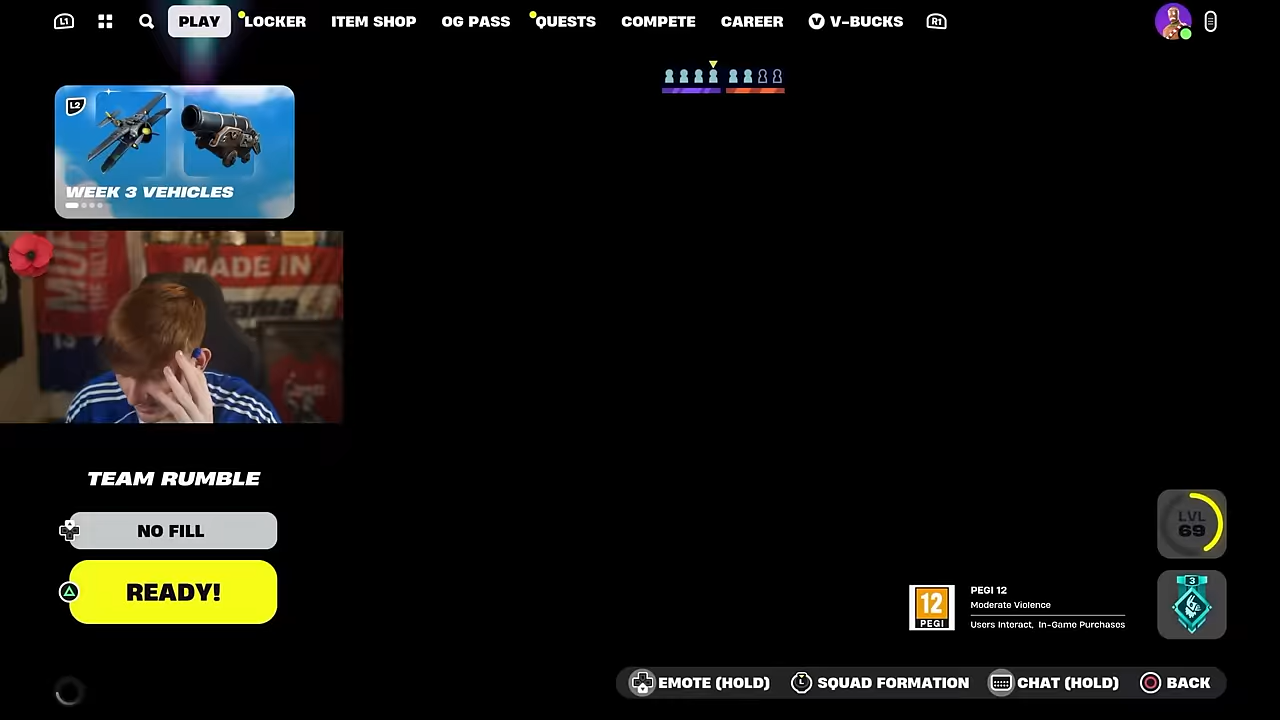 L1
PLAY
LOCKER
ITEM SHOP
OG PASS
QUESTS
COMPETE
CAREER
V-BUCKS
R1
L2
WEEK 3 VEHICLES
MADE IN
TEAM RUMBLE
NO FILL
READY!
LVL
69
3
12
PEGI
PEGI 12
Moderate Violence
Users Interact, In-Game Purchases
EMOTE (HOLD)
L
SQUAD FORMATION
CHAT (HOLD)
BACK